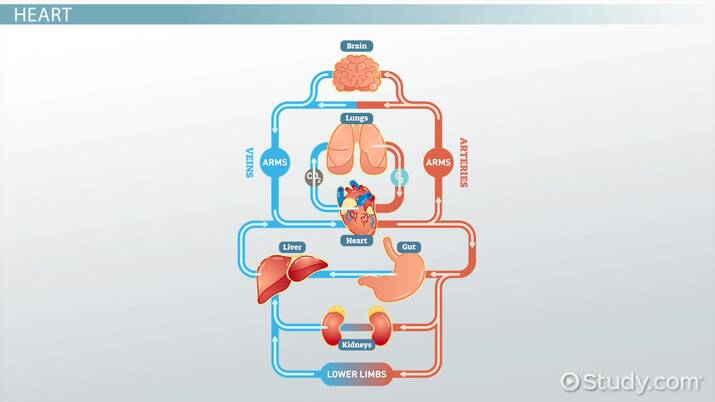 HEART
Brain
Lungs
VEINS
ARMS
ARMS
ARTERIES
CO2
O2
Heart
Liver
Gut
Kidneys
LOWER LIMBS
Study.com